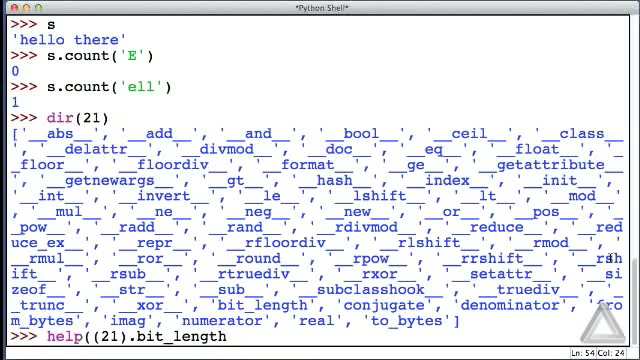 *Python Shell*
>>> s
'hello there'
>>> s.count('E')
0
>>> s.count('ell')
1
>>> dir(21)
['__abs__', '__add__', '__and__', '__bool__', '__ceil__', '__class__
', '__delattr__', '__divmod__', '__doc__', '__eq__', '__float__', '_
_floor__', '__floordiv__', '__format__', '__ge__', '__getattribute__
', '__getnewargs__', '__gt__', '__hash__', '__index__', '__init__',
'__int__', '__invert__', '__le__', '__lshift__', '__lt__', '__mod__'
, '__mul__', '__ne__', '__neg__', '__new__', '__or__', '__pos__', '__
pow__', '__radd__', '__rand__', '__rdivmod__', '__reduce__', '__red
uce_ex__', '__repr__', '__rfloordiv__', '__rlshift__', '__rmod__', '
__rmul__', '__ror__', '__round__', '__rpow__', '__rrshift__', '__rsh
ift__', '__rsub__', '__rtruediv__', '__rxor__', '__setattr__', '__si
zeof__', '__str__', '__sub__', '__subclasshook__', '__truediv__', '_
_trunc__', '__xor__', 'bit_length', 'conjugate', 'denominator', 'fro
m_bytes', 'imag', 'numerator', 'real', 'to_bytes']
>>> help((21).bit_length
Ln: 54 Col: 24